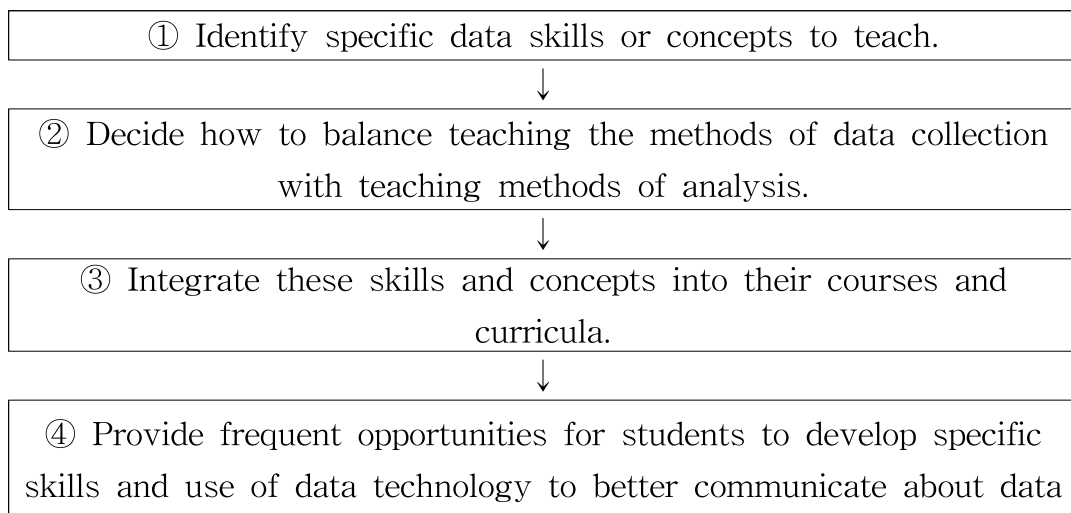 ① Identify specific data skills or concepts to teach.
↓
② Decide how to balance teaching the methods of data collection
with teaching methods of analysis.
↓
③ Integrate these skills and concepts into their courses and
curricula.
↓
④ Provide frequent opportunities for students to develop specific
skills and use of data technology to better communicate about data